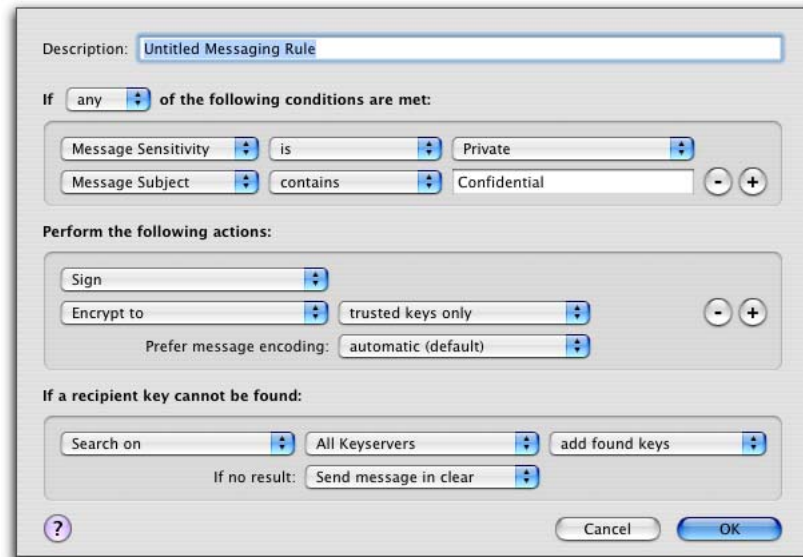 Description: Untitled Messaging Rule
If any of the following conditions are met:
Message Sensitivity is Private
Message Subject contains Confidential - +
Perform the following actions:
Sign
Encrypt to trusted keys only - +
Prefer message encoding: automatic (default)
If a recipient key cannot be found:
Search on All Keyservers add found keys
If no result: Send message in clear
? Cancel OK